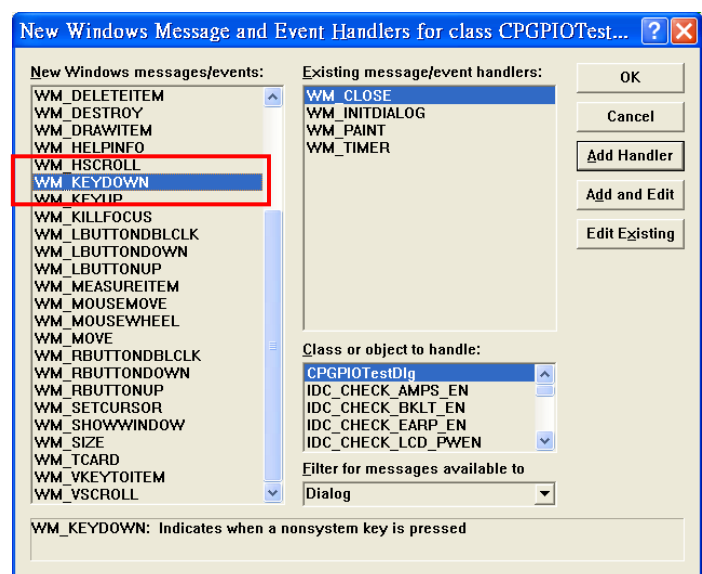 New Windows Message and Event Handlers for class CPGPIOTest...
New Windows messages/events:
WM_DELETEITEM
WM_DESTROY
WM_DRAWITEM
WM_HELPINFO
WM_HSCROLL
WM_KEYDOWN
WM_KEYUP
WM_KILLFOCUS
WM_LBUTTONDBLCLK
WM_LBUTTONDOWN
WM_LBUTTONUP
WM_MEASUREITEM
WM_MOUSEMOVE
WM_MOUSEWHEEL
WM_MOVE
WM_RBUTTONDBLCLK
WM_RBUTTONDOWN
WM_RBUTTONUP
WM_SETCURSOR
WM_SHOWWINDOW
WM_SIZE
WM_TCARD
WM_VKEYTOITEM
WM_VSCROLL
Existing message/event handlers:
WM_CLOSE
WM_INITDIALOG
WM_PAINT
WM_TIMER
Class or object to handle:
CPGPIOTestDlg
IDC_CHECK_AMPS_EN
IDC_CHECK_BKLT_EN
IDC_CHECK_EARP_EN
IDC_CHECK_LCD_PWEN
Filter for messages available to
Dialog
OK
Cancel
Add Handler
Add and Edit
Edit Existing
WM_KEYDOWN: Indicates when a nonsystem key is pressed